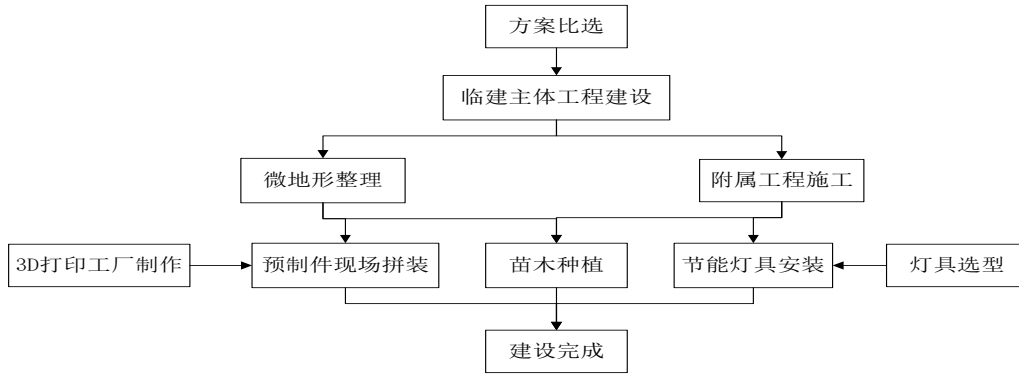 方案比选
临建主体工程建设
微地形整理
附属工程施工
3D打印工厂制作
预制件现场拼装
苗木种植
节能灯具安装
灯具选型
建设完成